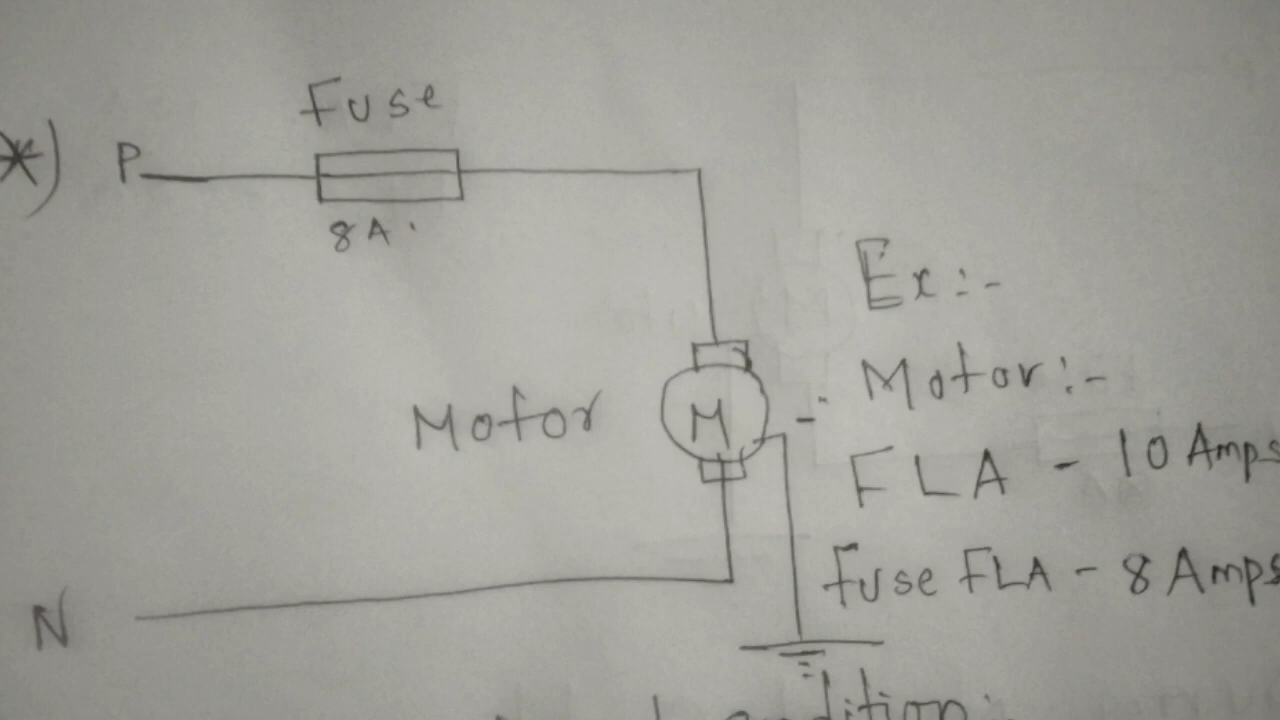 Fuse
*) P
8A.
Ex:-
Motor:-
Motor
M
FLA - 10 Amps
Fuse FLA - 8 Amps
N